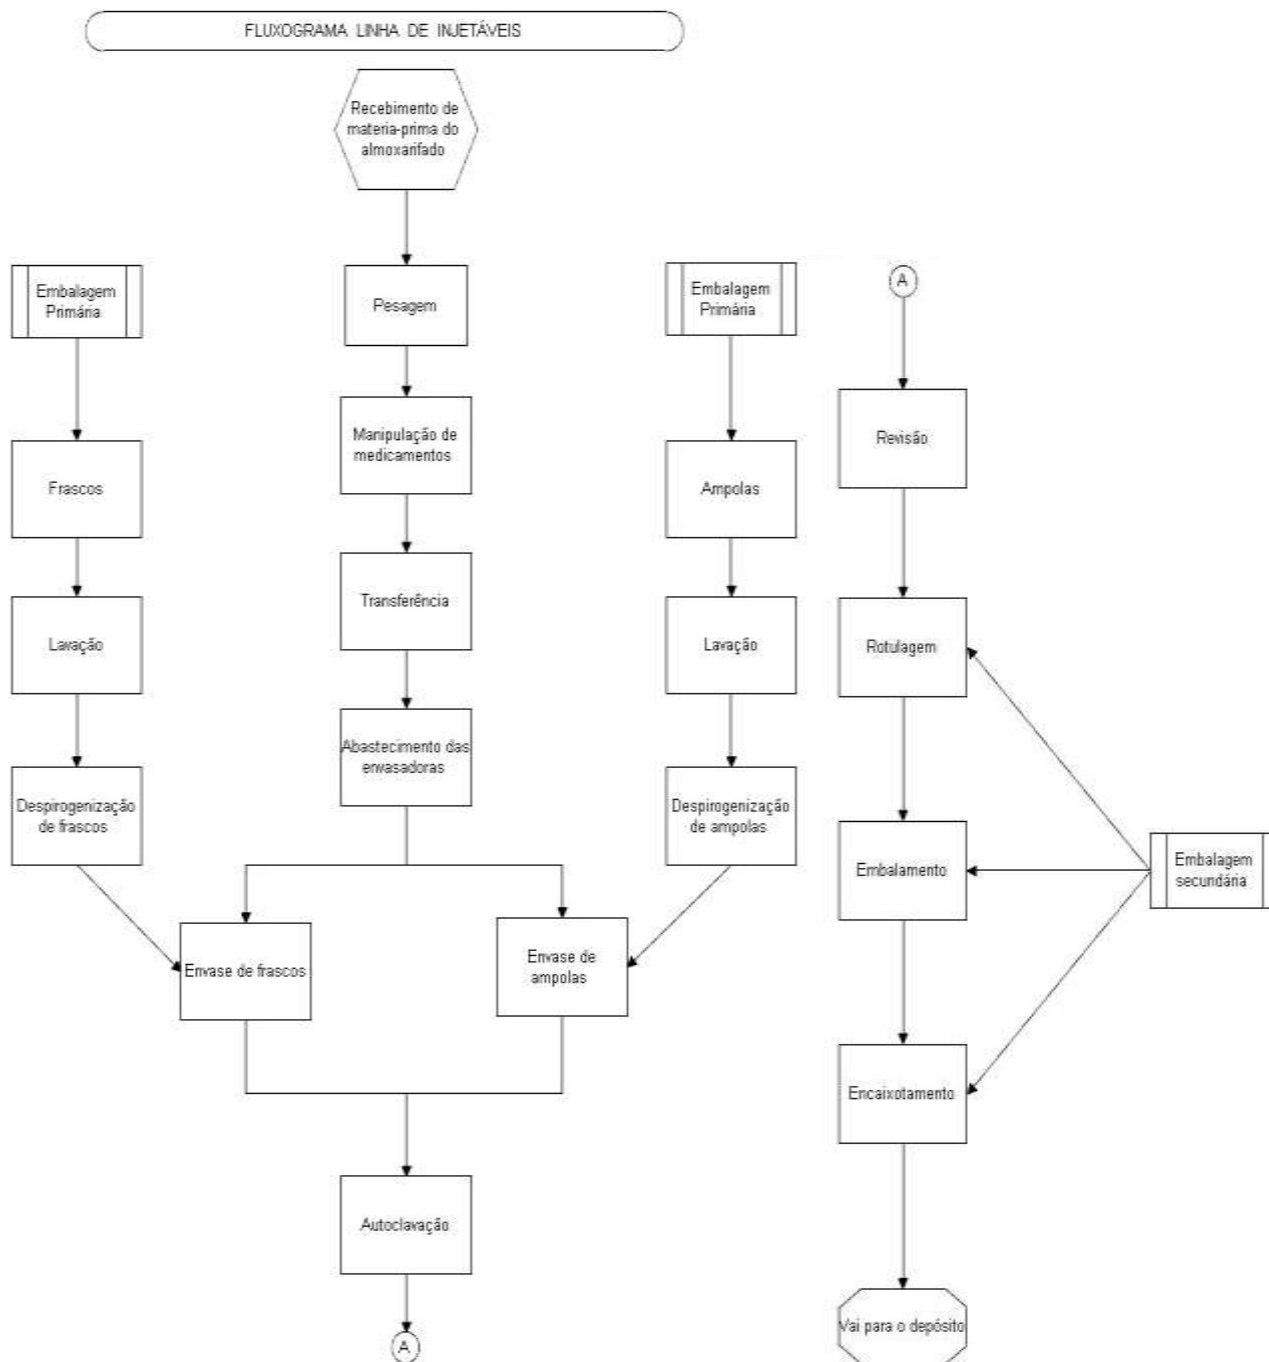 FLUXOGRAMA LINHA DE INJETÁVEIS
Recebimento de
materia-prima do
almoxarifado
Embalagem
Primária
Pesagem
Embalagem
Primária
A
Manipulação de
medicamentos
Revisão
Frascos
Ampolas
Transferência
Lavação
Lavação
Rotulagem
Abastecimento das
envasadoras
Despirogenização
de frascos
Despirogenização
de ampolas
Embalamento
Embalagem
secundária
Envase de frascos
Envase de
ampolas
Encaixotamento
Autoclavação
Vai para o depósito
A